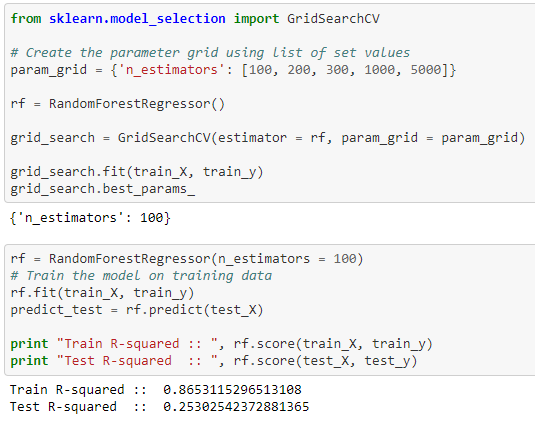 from sklearn.model_selection import GridSearchCV
# Create the parameter grid using list of set values
param_grid = {'n_estimators': [100, 200, 300, 1000, 5000]}
rf = RandomForestRegressor()
grid_search = GridSearchCV(estimator = rf, param_grid = param_grid)
grid_search.fit(train_X, train_y)
grid_search.best_params_
{'n_estimators': 100}
rf = RandomForestRegressor(n_estimators = 100)
# Train the model on training data
rf.fit(train_X, train_y)
predict_test = rf.predict(test_X)
print "Train R-squared :: ", rf.score(train_X, train_y)
print "Test R-squared  :: ", rf.score(test_X, test_y)
Train R-squared ::  0.8653115296513108
Test R-squared  ::  0.25302542372881365